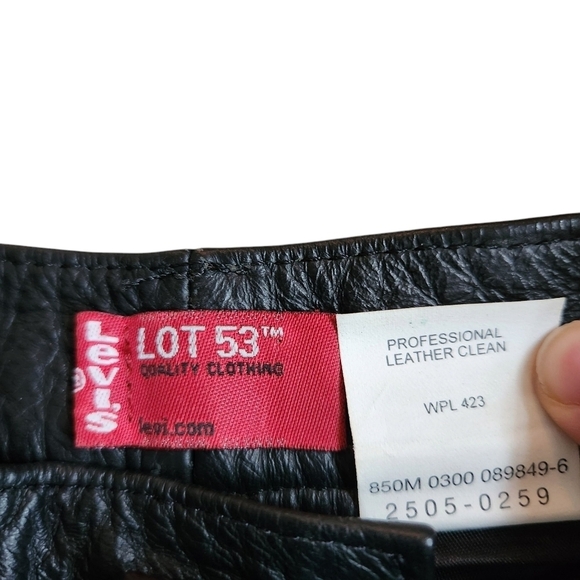 Levi's
®
LOT 53™
QUALITY CLOTHING
levi.com
PROFESSIONAL
LEATHER CLEAN
WPL 423
850M 0300 089849-6
2505-0259